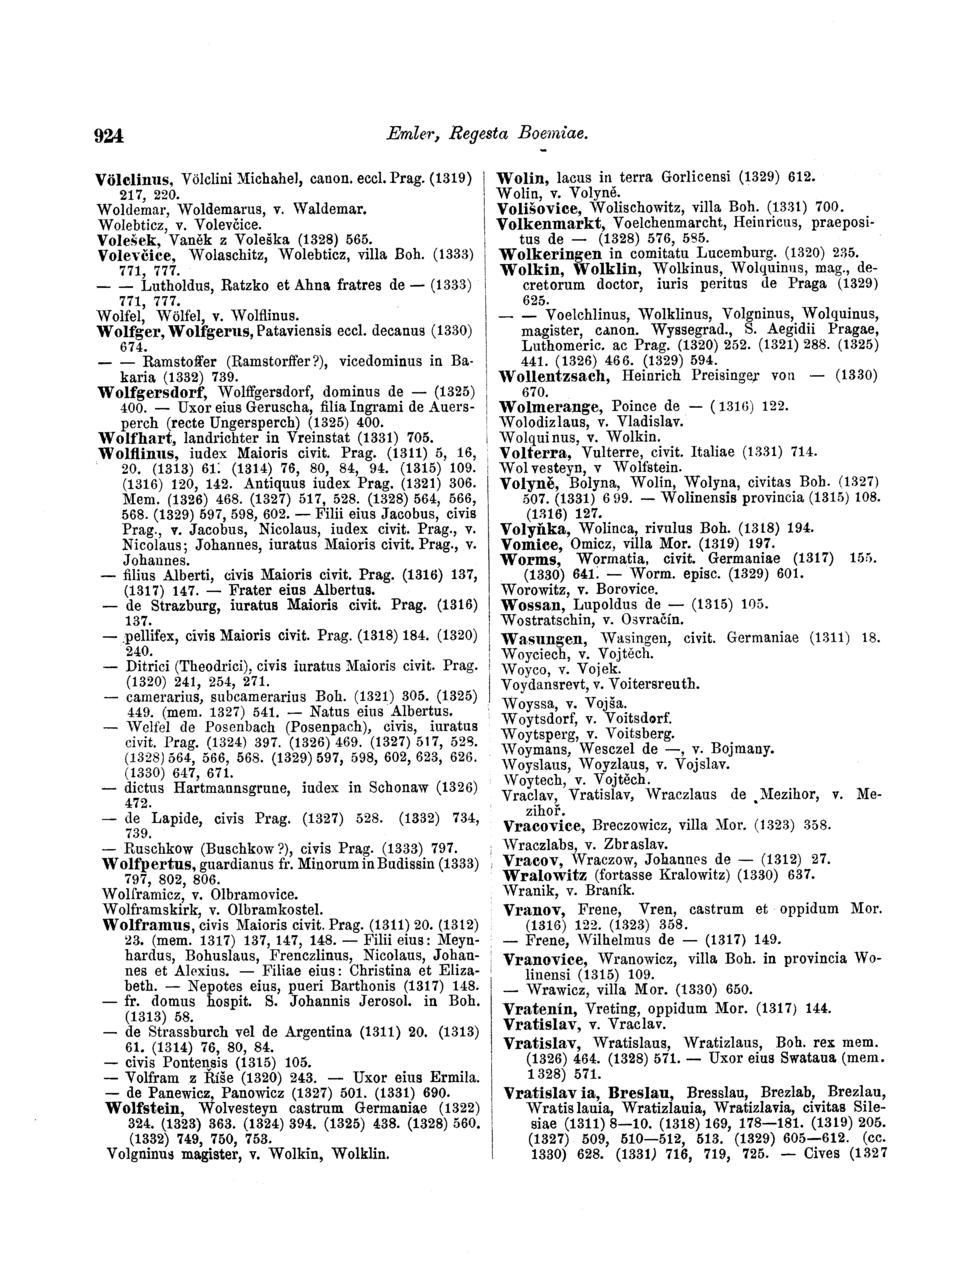 924
Emler, Regesta Boemiae.
Völclinus, Völclini Michahel, canon. eccl. Prag. (1319)
217, 220.
Woldemar, Woldemarus, v. Waldemar.
Wolebticz, v. Volevčice.
Volešek, Vaněk z Voleška (1328) 565.
Volevčice, Wolaschitz, Wolebticz, villa Boh. (1333)
771, 777.
— — Lutholdus, Ratzko et Ahna fratres de — (1333)
771, 777.
Wolfel, Wölfel, v. Wolflinus.
Wolfger, Wolfgerus, Pataviensis eccl. decanus (1330)
674.
— — Ramstoffer (Ramstorffer?), vicedominus in Ba-
karia (1332) 739.
Wolfgersdorf, Wolffgersdorf, dominus de — (1325)
400. — Uxor eius Geruscha, filia Ingrami de Auers-
perch (recte Ungersperch) (1325) 400.
Wolfhart, landrichter in Vreinstat (1331) 705.
Wolflinus, iudex Maioris civit. Prag. (1311) 5, 16,
20. (1313) 61. (1314) 76, 80, 84, 94. (1315) 109.
(1316) 120, 142. Antiquus iudex Prag. (1321) 306.
Mem. (1326) 468. (1327) 517, 528. (1328) 564, 566,
568. (1329) 597, 598, 602. — Filii eius Jacobus, civis
Prag., v. Jacobus, Nicolaus, iudex civit. Prag., v.
Nicolaus; Johannes, iuratus Maioris civit. Prag., v.
Johannes.
— filius Alberti, civis Maioris civit. Prag. (1316) 137,
(1317) 147. — Frater eius Albertus.
— de Strazburg, iuratus Maioris civit. Prag. (1316)
137.
— pellifex, civis Maioris civit. Prag. (1318) 184. (1320)
240.
— Ditrici (Theodrici), civis iuratus Maioris civit. Prag.
(1320) 241, 254, 271.
— camerarius, subcamerarius Boh. (1321) 305. (1325)
449. (mem. 1327) 541. — Natus eius Albertus.
— Welfel de Posenbach (Posenpach), civis, iuratus
civit. Prag. (1324) 397. (1326) 469. (1327) 517, 528.
(1328) 564, 566, 568. (1329) 597, 598, 602, 623, 626.
(1330) 647, 671.
— dictus Hartmannsgrune, iudex in Schonaw (1326)
472.
— de Lapide, civis Prag. (1327) 528. (1332) 734,
739.
— Ruschkow (Buschkow?), civis Prag. (1333) 797.
Wolfpertus, guardianus fr. Minorum in Budissin (1333)
797, 802, 806.
Wolframicz, v. Olbramovice.
Wolframskirk, v. Olbramkostel.
Wolframus, civis Maioris civit. Prag. (1311) 20. (1312)
23. (mem. 1317) 137, 147, 148. — Filii eius: Meyn-
hardus, Bohuslaus, Frenczlinus, Nicolaus, Johan-
nes et Alexius. — Filiae eius: Christina et Eliza-
beth. — Nepotes eius, pueri Barthonis (1317) 148.
— fr. domus hospit. S. Johannis Jerosol. in Boh.
(1313) 58.
— de Strassburch vel de Argentina (1311) 20. (1313)
61. (1314) 76, 80, 84.
— civis Pontensis (1315) 105.
— Volfram z Říše (1320) 243. — Uxor eius Ermila.
— de Panewicz, Panowicz (1327) 501. (1331) 690.
Wolfstein, Wolvesteyn castrum Germaniae (1322)
324. (1323) 363. (1324) 394. (1325) 438. (1328) 560.
(1332) 749, 750, 753.
Volgninus magister, v. Wolkin, Wolklin.
Wolin, lacus in terra Gorlicensi (1329) 612.
Wolin, v. Volyně.
Volišovice, Wolischowitz, villa Boh. (1331) 700.
Volkenmarkt, Voelchenmarcht, Heinricus, praeposi-
tus de — (1328) 576, 585.
Wolkeringen in comitatu Lucemburg. (1320) 235.
Wolkin, Wolklin, Wolkinus, Wolquinus, mag., de-
cretorum doctor, iuris peritus de Praga (1329)
625.
— — Voelchlinus, Wolklinus, Volgninus, Wolquinus,
magister, canon. Wyssegrad., S. Aegidii Pragae,
Luthomeric. ac Prag. (1320) 252. (1321) 288. (1325)
441. (1326) 466. (1329) 594.
Wollentzsach, Heinrich Preisinger von — (1330)
670.
Wolmerange, Poince de — (1316) 122.
Wolodizlaus, v. Vladislav.
Wolquinus, v. Wolkin.
Volterra, Vulterre, civit. Italiae (1331) 714.
Wolvesteyn, v Wolfstein.
Volyně, Bolyna, Wolin, Wolyna, civitas Boh. (1327)
507. (1331) 699. — Wolinensis provincia (1315) 108.
(1316) 127.
Volyňka, Wolinca, rivulus Boh. (1318) 194.
Vomice, Omicz, villa Mor. (1319) 197.
Worms, Wormatia, civit. Germaniae (1317) 155.
(1330) 641. — Worm. episc. (1329) 601.
Worowitz, v. Borovice.
Wossan, Lupoldus de — (1315) 105.
Wostratschin, v. Osvračín.
Wasungen, Wasingen, civit. Germaniae (1311) 18.
Woyciech, v. Vojtěch.
Woyco, v. Vojek.
Voydansrevt, v. Voitersreuth.
Woyssa, v. Vojša.
Woytsdorf, v. Voitsdorf.
Woytsperg, v. Voitsberg.
Woymans, Wesczel de —, v. Bojmany.
Woyslaus, Woyzlaus, v. Vojslav.
Woytech, v. Vojtěch.
Vraclav, Vratislav, Wraczlaus de Mezihor, v. Me-
zihoř.
Vracovice, Breczowicz, villa Mor. (1323) 358.
Wraczlabs, v. Zbraslav.
Vracov, Wraczow, Johannes de — (1312) 27.
Wralowitz (fortasse Kralowitz) (1330) 637.
Wranik, v. Braník.
Vranov, Frene, Vren, castrum et oppidum Mor.
(1316) 122. (1323) 358.
— Frene, Wilhelmus de — (1317) 149.
Vranovice, Wranowicz, villa Boh. in provincia Wo-
linensi (1315) 109.
— Wrawicz, villa Mor. (1330) 650.
Vratenín, Vreting, oppidum Mor. (1317) 144.
Vratislav, v. Vraclav.
Vratislav, Wratislaus, Wratizlaus, Boh. rex mem.
(1326) 464. (1328) 571. — Uxor eius Swataua (mem.
1328) 571.
Vratislavia, Breslau, Bresslau, Brezlab, Brezlau,
Wratislauia, Wratizlauia, Wratizlavia, civitas Sile-
siae (1311) 8—10. (1318) 169, 178—181. (1319) 205.
(1327) 509, 510—512, 513. (1329) 605—612. (cc.
1330) 628. (1331) 716, 719, 725. — Cives (1327